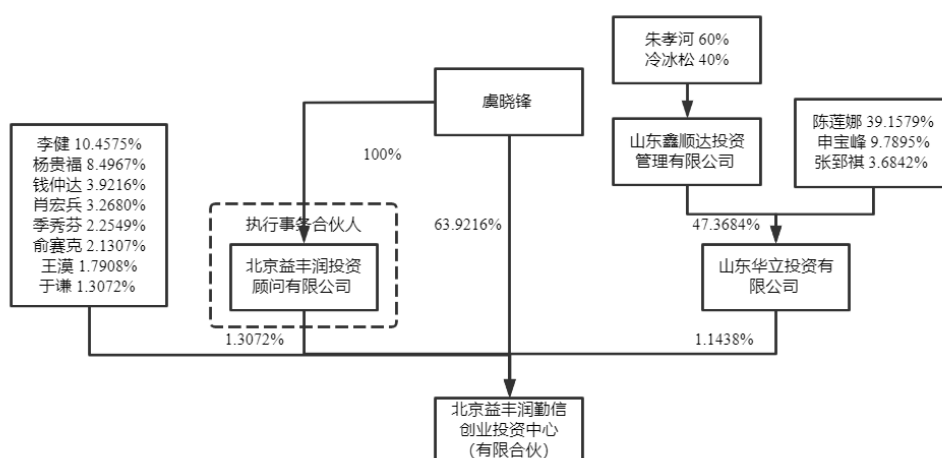 朱孝河 60%
冷冰松 40%
虞晓锋
李健 10.4575%
杨贵福 8.4967%
钱仲达 3.9216%
肖宏兵 3.2680%
季秀芬 2.2549%
俞赛克 2.1307%
王漠 1.7908%
于谦 1.3072%
100%
山东鑫顺达投资
管理有限公司
陈莲娜 39.1579%
申宝峰 9.7895%
张郅祺 3.6842%
执行事务合伙人
63.9216%
47.3684%
北京益丰润投资
顾问有限公司
山东华立投资有
限公司
1.3072%
1.1438%
北京益丰润勤信
创业投资中心
（有限合伙）